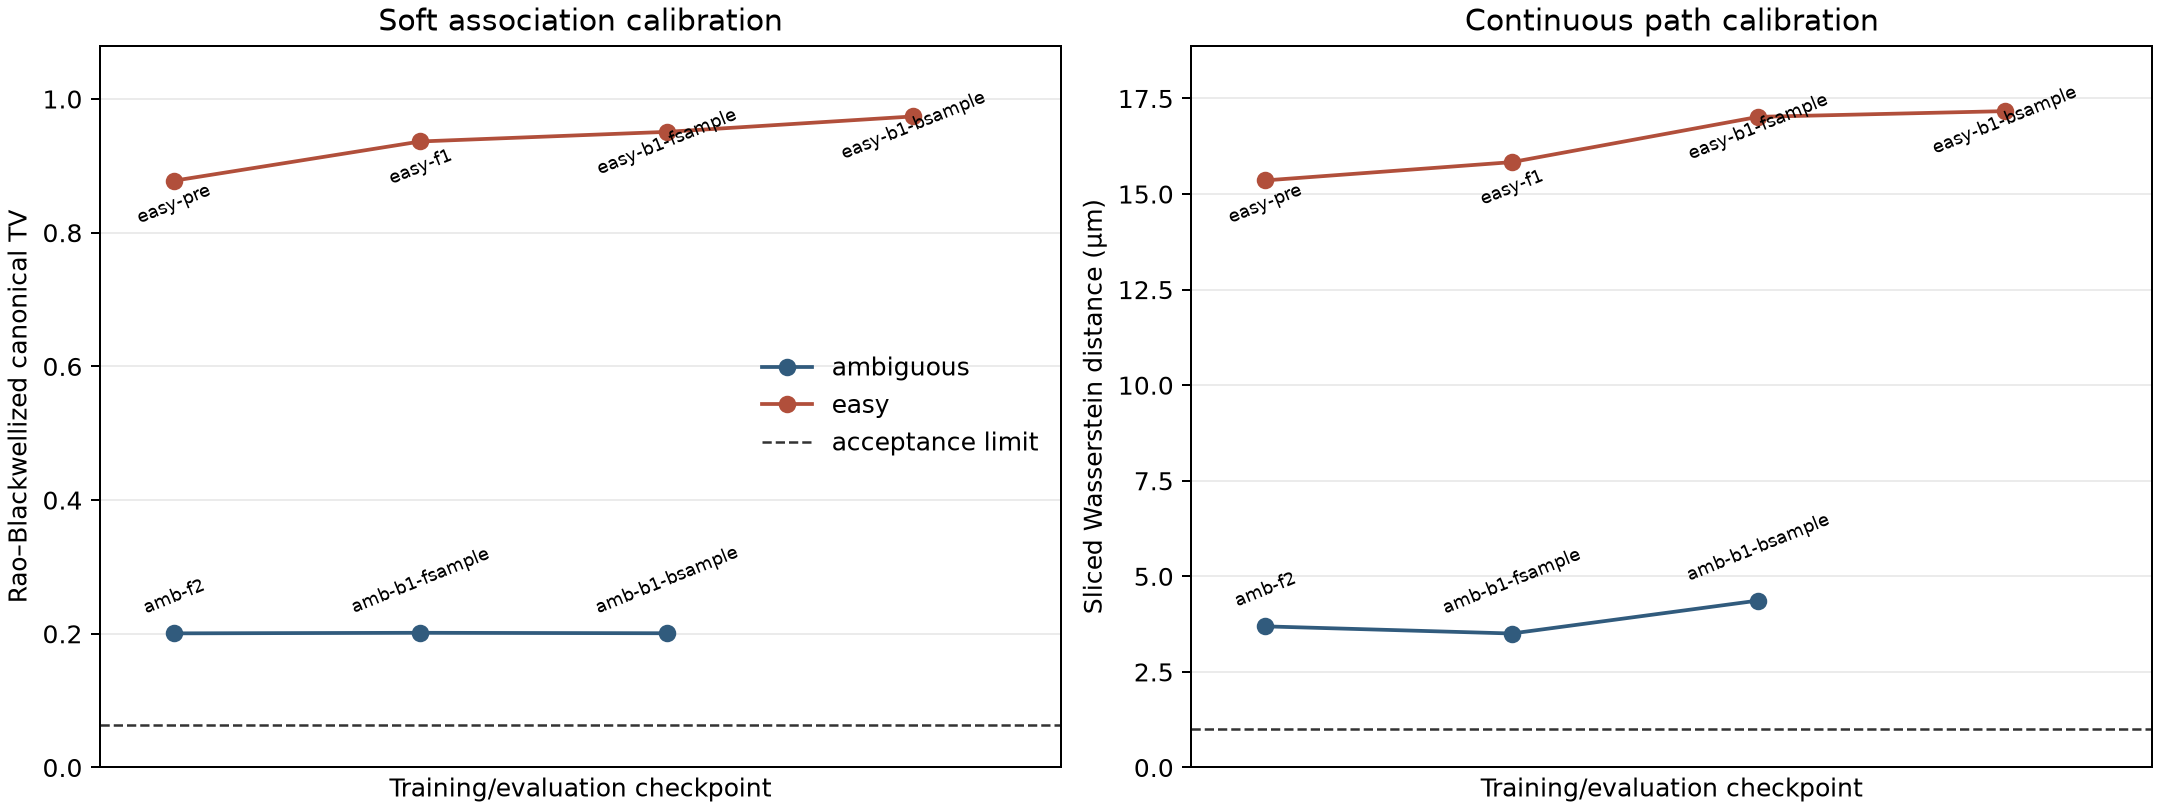 Soft association calibration
Rao–Blackwellized canonical TV
1.0
0.8
0.6
0.4
0.2
0.0
easy-pre
easy-f1
easy-b1-fsample
easy-b1-bsample
ambiguous
easy
acceptance limit
amb-f2
amb-b1-fsample
amb-b1-bsample
Training/evaluation checkpoint
Continuous path calibration
Sliced Wasserstein distance (μm)
17.5
15.0
12.5
10.0
7.5
5.0
2.5
0.0
easy-pre
easy-f1
easy-b1-fsample
easy-b1-bsample
amb-f2
amb-b1-fsample
amb-b1-bsample
Training/evaluation checkpoint